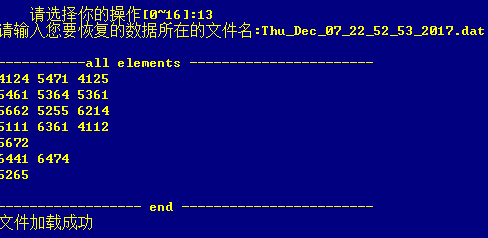 请选择你的操作[0~16]:13
请输入您要恢复的数据所在的文件名:Thu_Dec_07_22_52_53_2017.dat
-----------all elements -----------------------
4124 5471 4125
5461 5364 5361
5662 5255 6214
5111 6361 4112
5672
6441 6474
5265
------------------ end ------------------------
文件加载成功